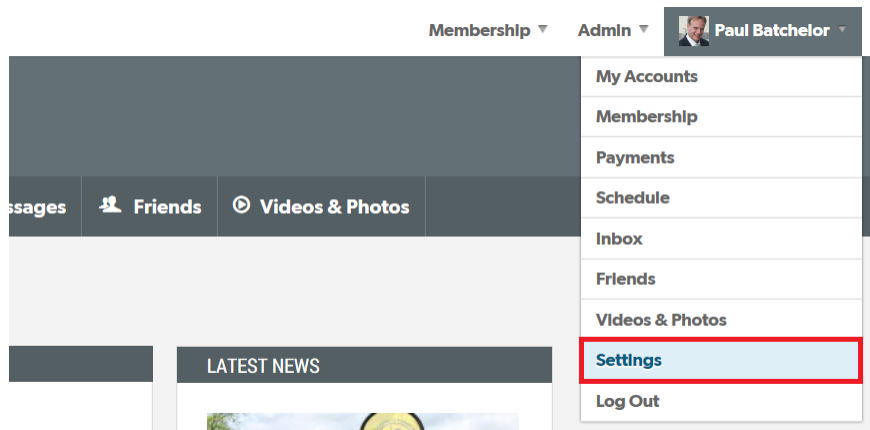 Membership
Admin
Paul Batchelor
My Accounts
Membership
Payments
Schedule
Inbox
Friends
Videos & Photos
Settings
Log Out
ssages
Friends
Videos & Photos
LATEST NEWS